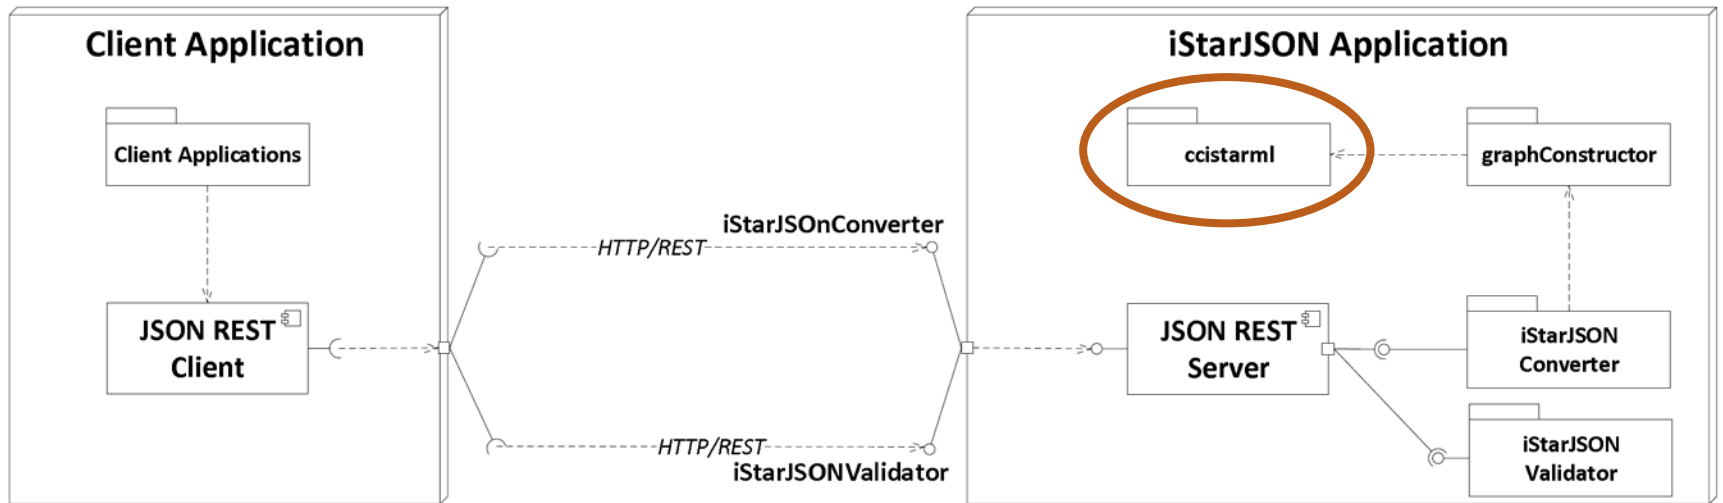 Client Application
Client Applications
JSON REST
Client
iStarJSOnConverter
HTTP/REST
HTTP/REST
iStarJSONValidator
iStarJSON Application
ccistarml
graphConstructor
JSON REST
Server
iStarJSON
Converter
iStarJSON
Validator